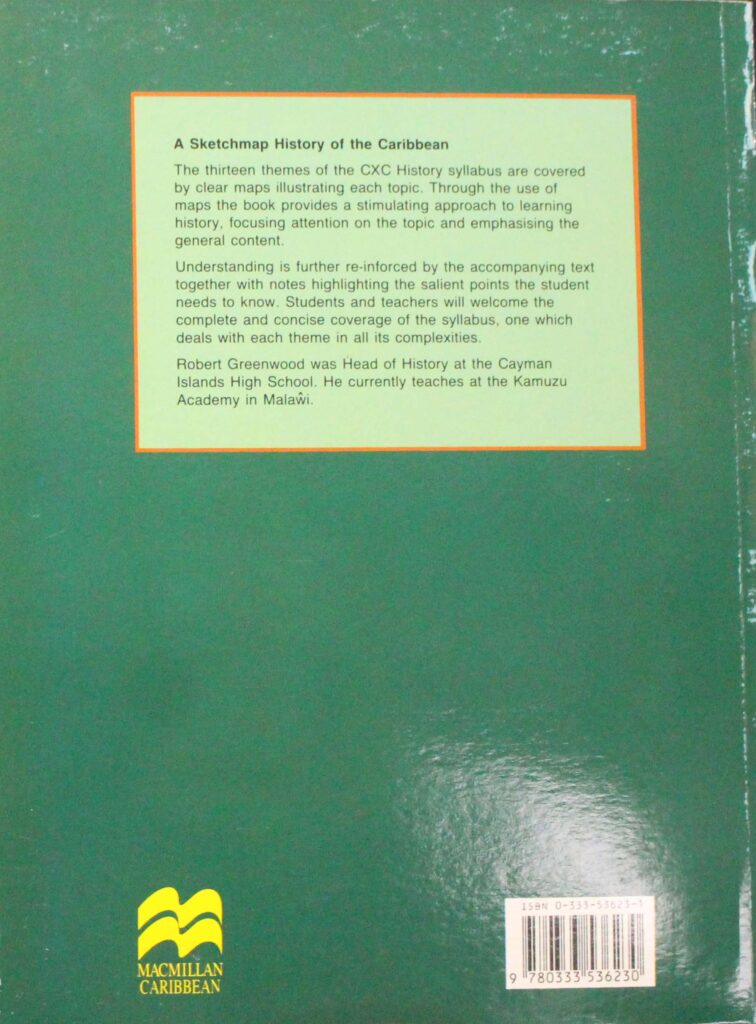 A Sketchmap History of the Caribbean
The thirteen themes of the CXC History syllabus are covered
by clear maps illustrating each topic. Through the use of
maps the book provides a stimulating approach to learning
history, focusing attention on the topic and emphasising the
general content.
Understanding is further re-inforced by the accompanying text
together with notes highlighting the salient points the student
needs to know. Students and teachers will welcome the
complete and concise coverage of the syllabus, one which
deals with each theme in all its complexities.
Robert Greenwood was Head of History at the Cayman
Islands High School. He currently teaches at the Kamuzu
Academy in Malaŵi.
MACMILLAN
CARIBBEAN
ISBN 0-333-53623-1
9 780333 536230